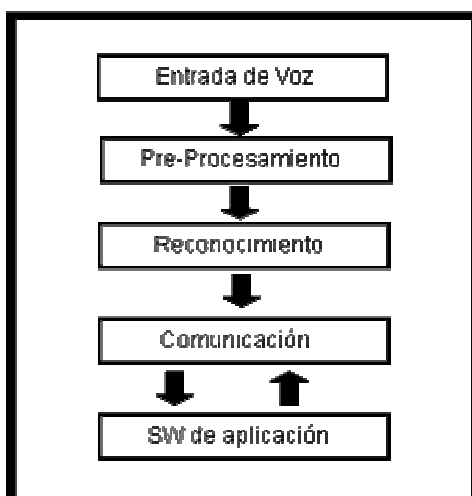 Entrada de Voz
Pre-Procesamiento
Reconocimiento
Comunicación
SW de aplicación